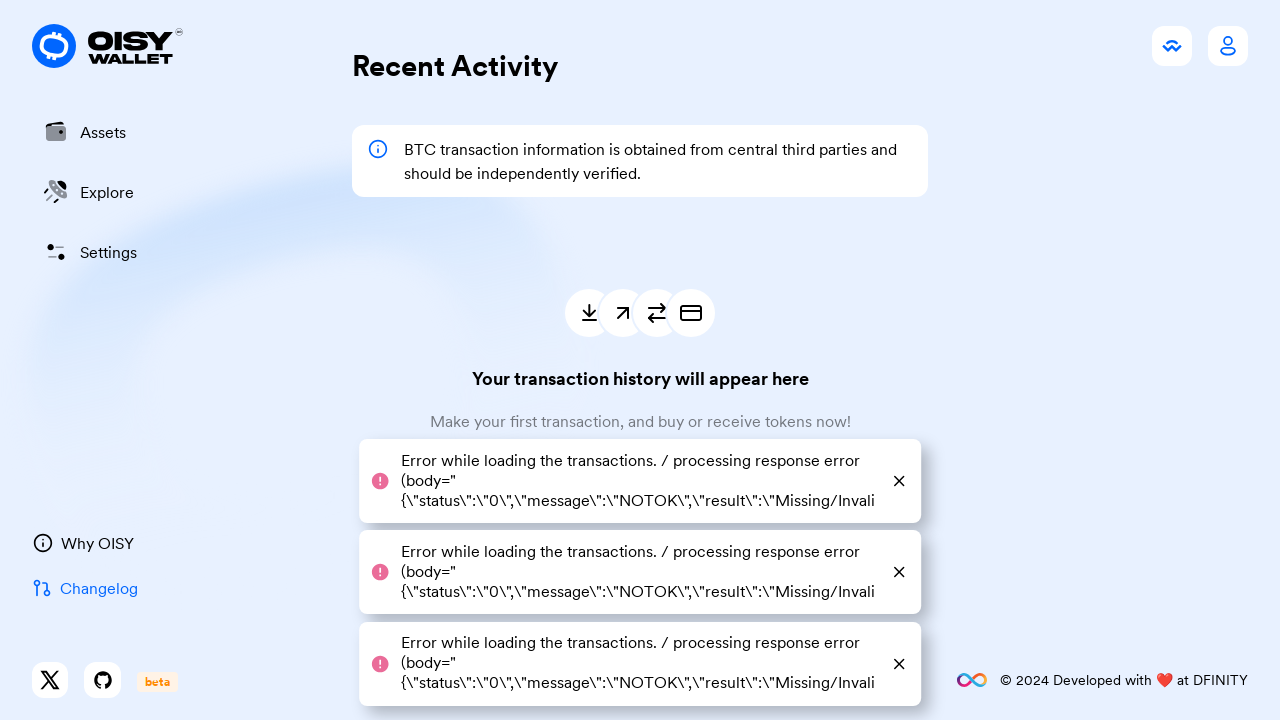 OISY
WALLET
Recent Activity
Assets
BTC transaction information is obtained from central third parties and
should be independently verified.
Explore
Settings
Your transaction history will appear here
Make your first transaction, and buy or receive tokens now!
Error while loading the transactions. / processing response error
(body="
{\"status\":\"0\",\"message\":\"NOTOK\",\"result\":\"Missing/Invali
Error while loading the transactions. / processing response error
(body="
{\"status\":\"0\",\"message\":\"NOTOK\",\"result\":\"Missing/Invali
Error while loading the transactions. / processing response error
(body="
{\"status\":\"0\",\"message\":\"NOTOK\",\"result\":\"Missing/Invali
Why OISY
Changelog
beta
© 2024 Developed with ❤️ at DFINITY